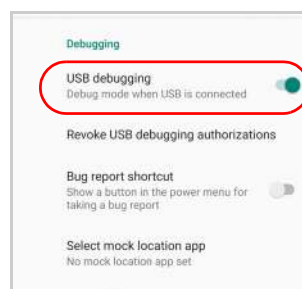 Debugging
USB debugging
Debug mode when USB is connected
Revoke USB debugging authorizations
Bug report shortcut
Show a button in the power menu for
taking a bug report
Select mock location app
No mock location app set